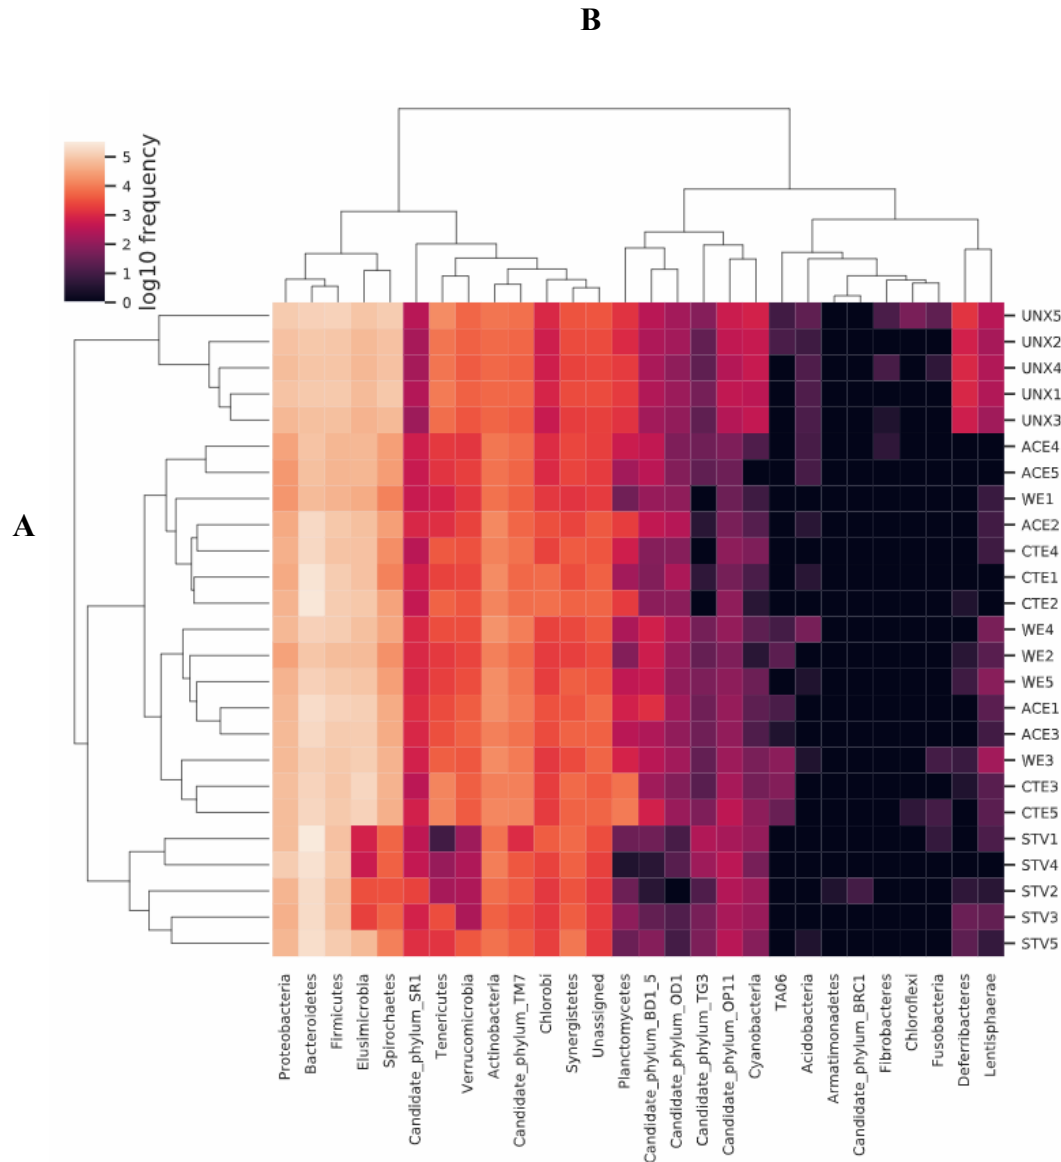 B
5
4
3
2
1
0
log10 frequency
A
UNX5
UNX2
UNX4
UNX1
UNX3
ACE4
ACE5
WE1
ACE2
CTE4
CTE1
CTE2
WE4
WE2
WE5
ACE1
ACE3
WE3
CTE3
CTE5
STV1
STV4
STV2
STV3
STV5
Proteobacteria
Bacteroidetes
Firmicutes
Elusimicrobia
Spirochaetes
Candidate_phylum_SR1
Tenericutes
Verrucomicrobia
Actinobacteria
Candidate_phylum_TM7
Chlorobi
Synergistetes
Unassigned
Planctomycetes
Candidate_phylum_BD1_5
Candidate_phylum_OD1
Candidate_phylum_TG3
Candidate_phylum_OP11
Cyanobacteria
TA06
Acidobacteria
Armatimonadetes
Candidate_phylum_BRC1
Fibrobacteres
Chloroflexi
Fusobacteria
Deferribacteres
Lentisphaerae